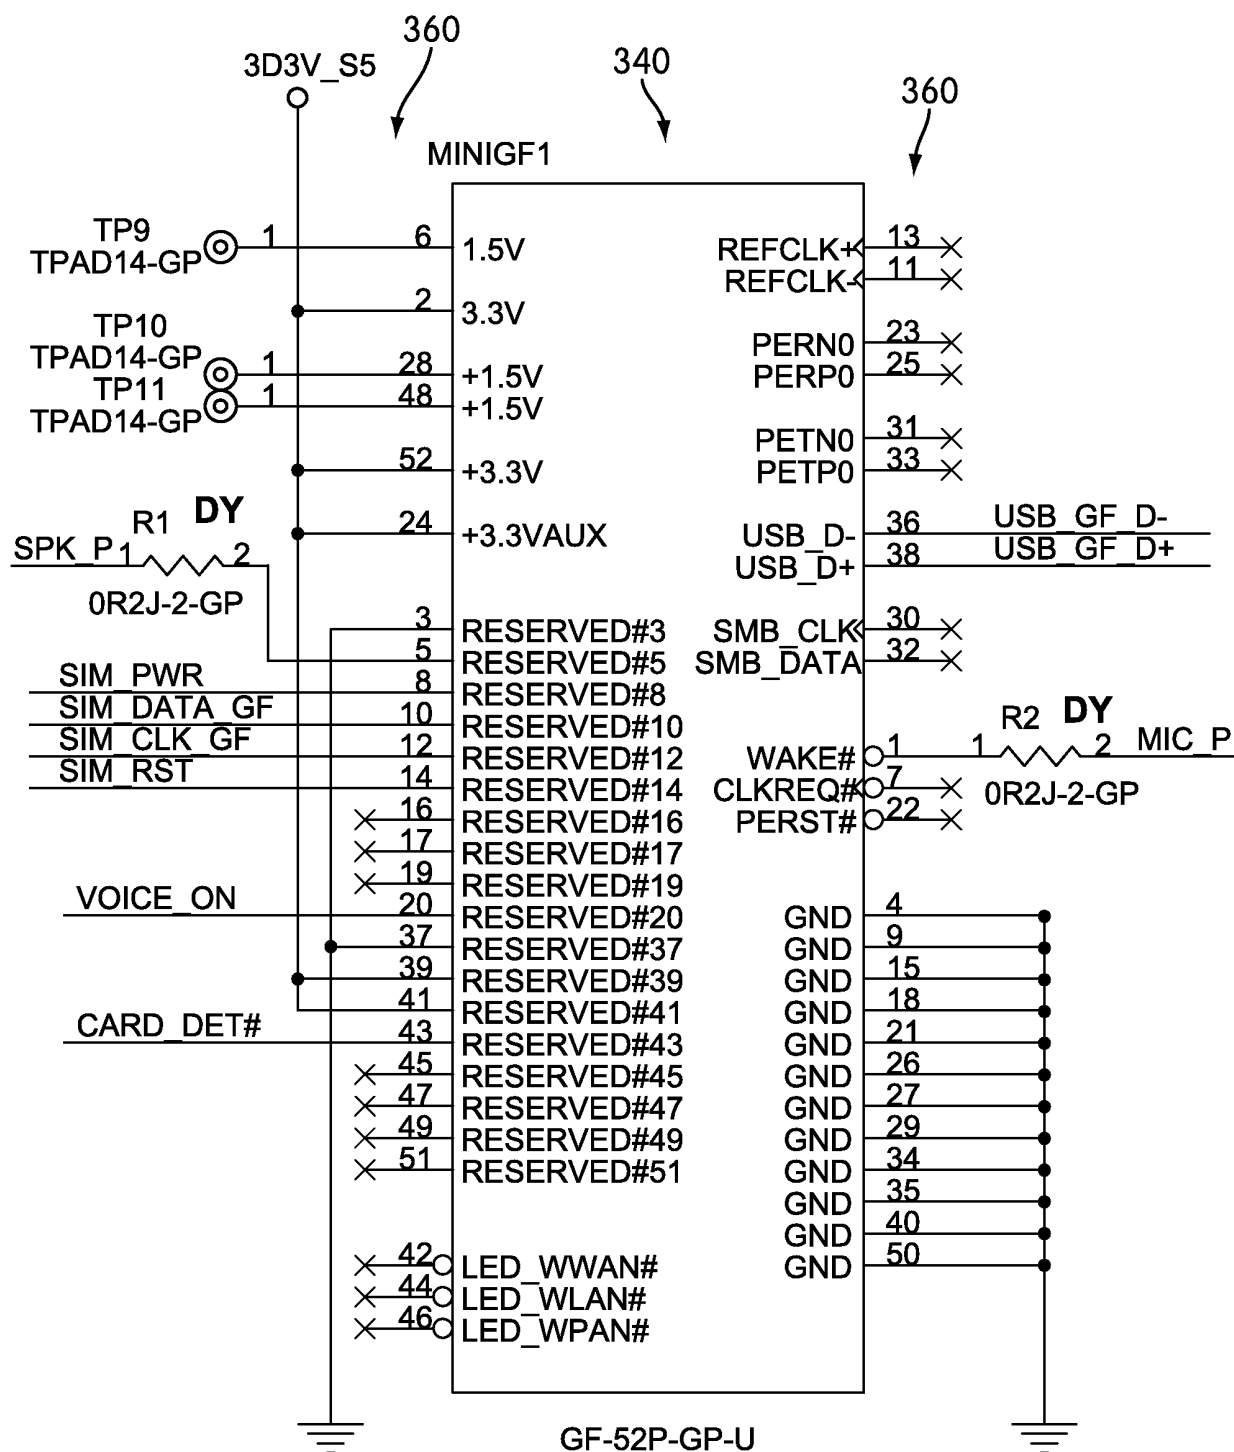 360
3D3V_S5
340
360
MINIGF1
TP9
TPAD14-GP
1
6
1.5V
REFCLK+
13
REFCLK-
11
2
3.3V
TP10
TPAD14-GP
1
28
+1.5V
PERN0
23
PERP0
25
TP11
TPAD14-GP
1
48
+1.5V
PETN0
31
52
+3.3V
PETP0
33
R1
DY
SPK_P
1
2
0R2J-2-GP
24
+3.3VAUX
USB_D-
36
USB_GF_D-
USB_D+
38
USB_GF_D+
3
RESERVED#3
SMB_CLK
30
5
RESERVED#5
SMB_DATA
32
SIM_PWR
8
RESERVED#8
SIM_DATA_GF
10
RESERVED#10
R2
DY
SIM_CLK_GF
12
RESERVED#12
WAKE#
1
1
2
MIC_P
SIM_RST
14
RESERVED#14
CLKREQ#
7
0R2J-2-GP
16
RESERVED#16
PERST#
22
17
RESERVED#17
19
RESERVED#19
VOICE_ON
20
RESERVED#20
GND
4
37
RESERVED#37
GND
9
39
RESERVED#39
GND
15
41
RESERVED#41
GND
18
CARD_DET#
43
RESERVED#43
GND
21
45
RESERVED#45
GND
26
47
RESERVED#47
GND
27
49
RESERVED#49
GND
29
51
RESERVED#51
GND
34
GND
35
GND
40
42
LED_WWAN#
GND
50
44
LED_WLAN#
46
LED_WPAN#
GF-52P-GP-U